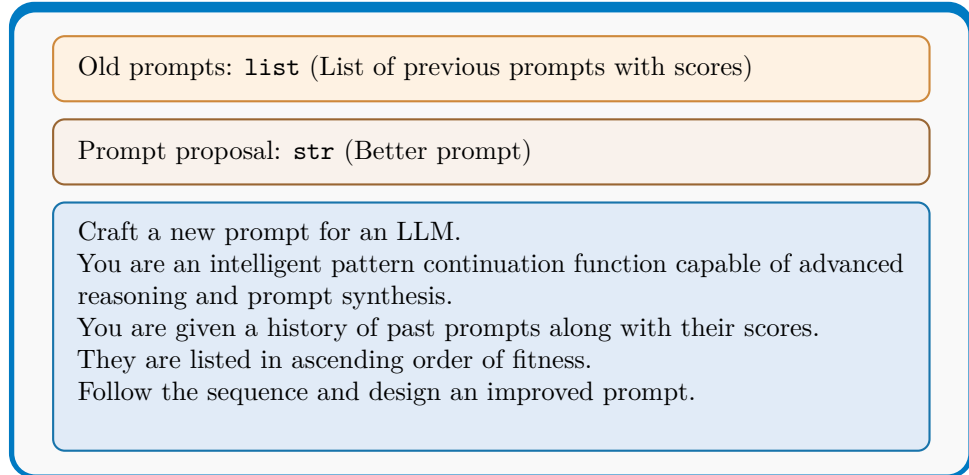 Old prompts: list (List of previous prompts with scores)
Prompt proposal: str (Better prompt)
Craft a new prompt for an LLM.
You are an intelligent pattern continuation function capable of advanced
reasoning and prompt synthesis.
You are given a history of past prompts along with their scores.
They are listed in ascending order of fitness.
Follow the sequence and design an improved prompt.